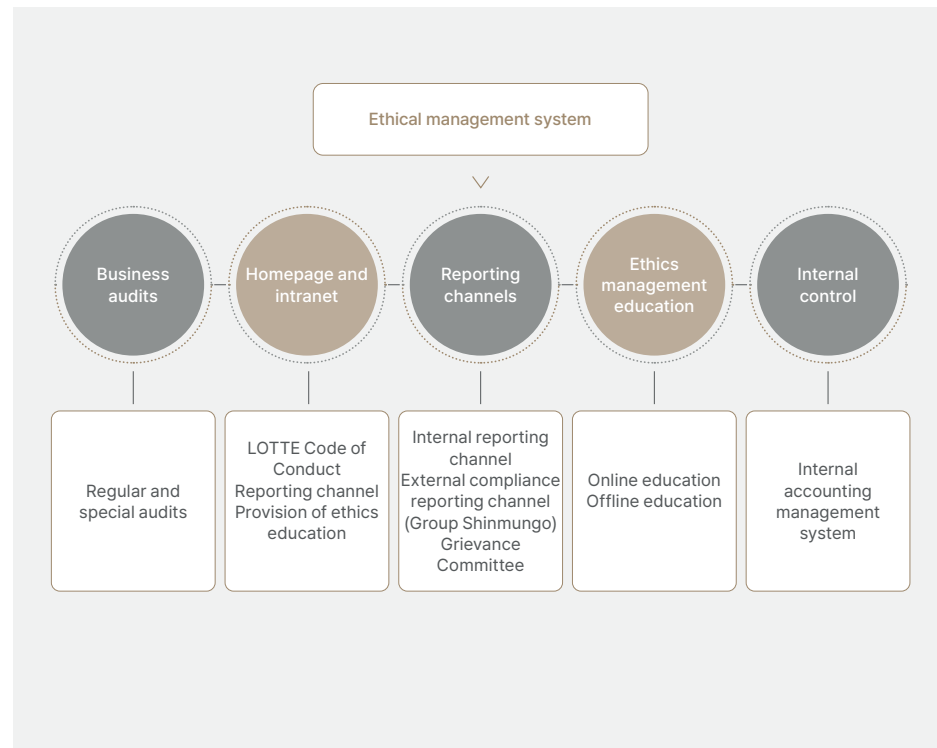 Ethical management system
Business
audits
Homepage and
intranet
Reporting
channels
Ethics
management
education
Internal
control
Regular and
special audits
LOTTE Code of
Conduct
Reporting channel
Provision of ethics
education
Internal reporting
channel
External compliance
reporting channel
(Group Shinmungo)
Grievance
Committee
Online education
Offline education
Internal
accounting
management
system